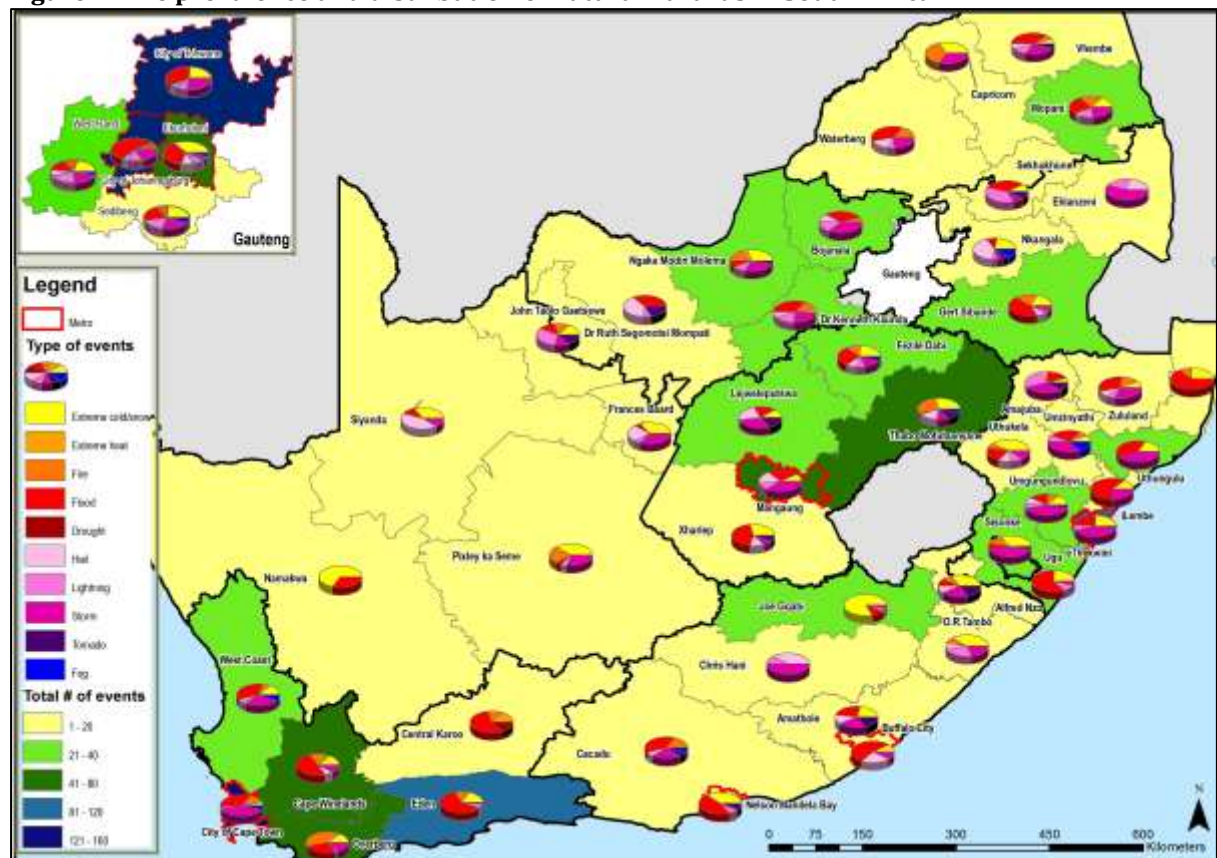 City of Tshwane
West Rand
Ekurhuleni
City of Johannesburg
Sedibeng
Gauteng
Legend
Metro
Type of events
Extreme cold/snow
Extreme heat
Fire
Flood
Drought
Hail
Lightning
Storm
Tornado
Fog
Total # of events
1 - 20
21 - 40
41 - 80
81 - 120
121 - 160
Vhembe
Capricorn
Mopani
Waterberg
Sekhukhune
Ehlanzeni
Bojanala
Nkangala
Ngaka Modiri Molema
Gauteng
John Taolo Gaetsewe
Dr Kenneth Kaunda
Gert Sibande
Dr Ruth Segomotsi Mompati
Fezile Dabi
Lejweleputswa
Frances Baard
Siyanda
Amajuba
Umzinyathi
Zululand
Thabo Mofutsanyane
Uthukela
Mangaung
Umgungundlovu
Uthungulu
iLembe
Xhariep
Sisonke
eThekwini
Ugu
Pixley ka Seme
Namakwa
Joe Gqabi
Alfred Nzo
O.R.Tambo
West Coast
Chris Hani
Amathole
Buffalo City
Central Karoo
Cacadu
Cape Winelands
Eden
Nelson Mandela Bay
City of Cape Town
Overberg
N
0 75 150 300 450 600
Kilometers